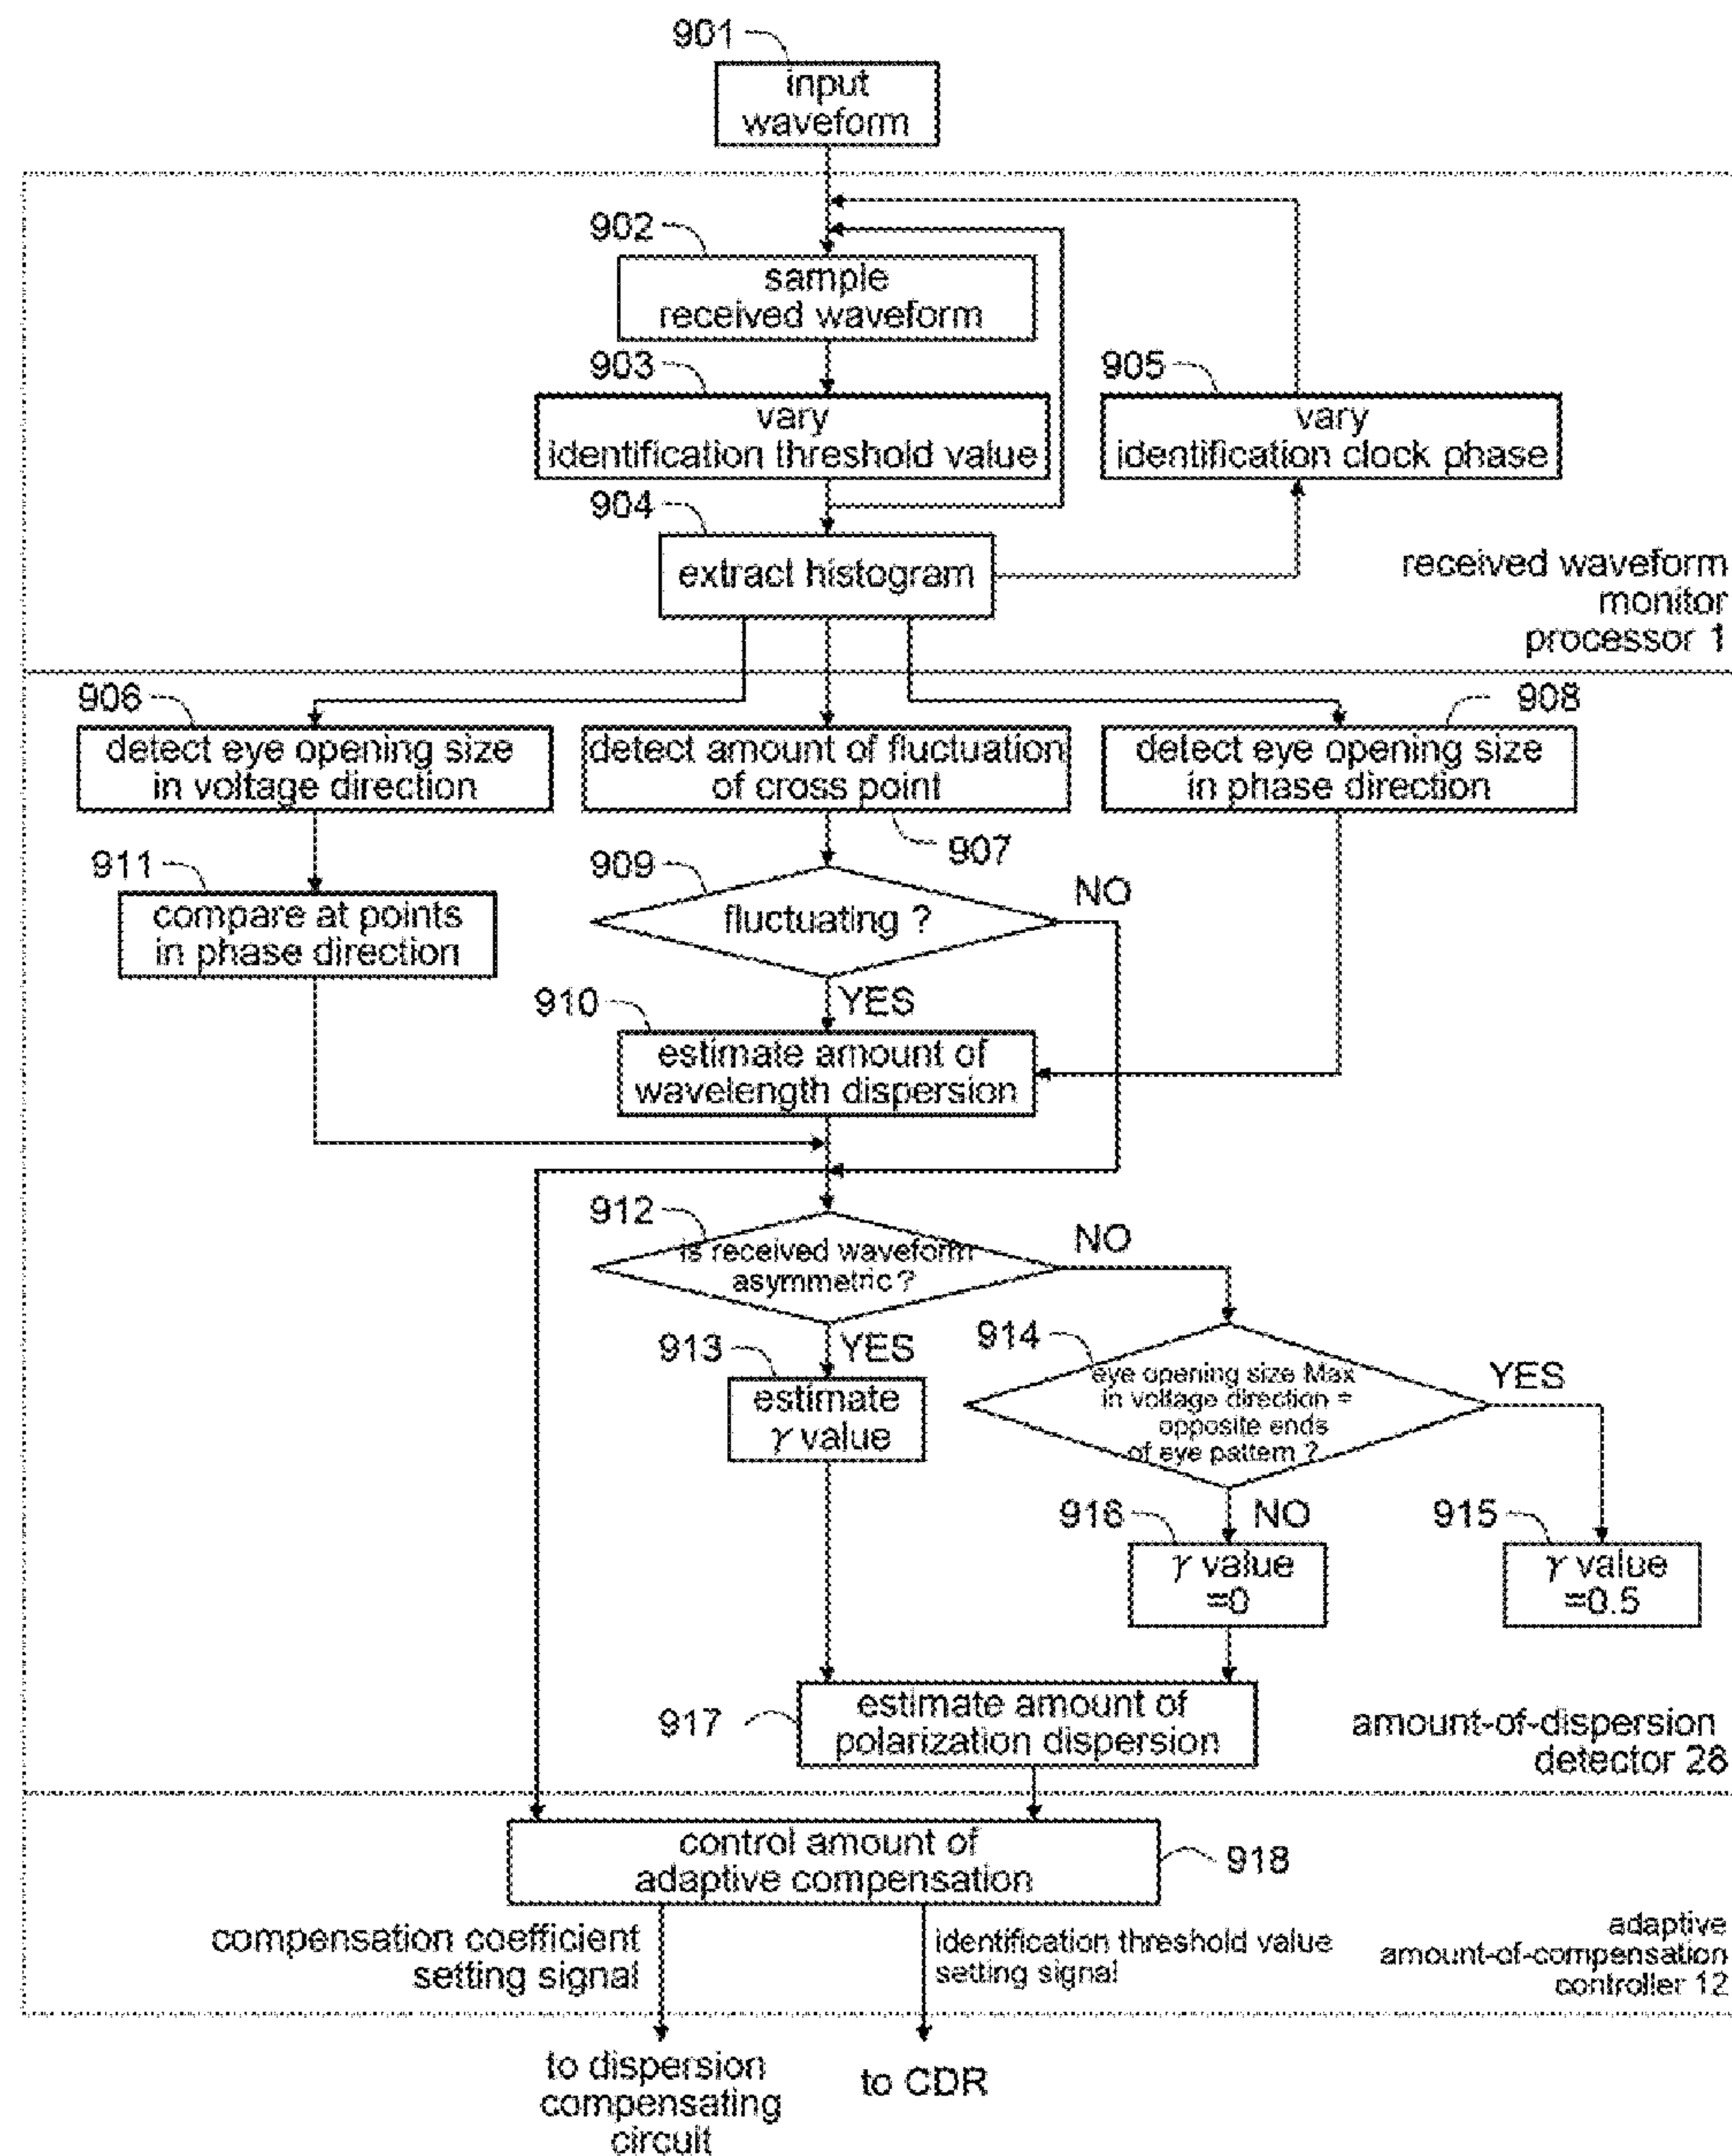 901
input
waveform
902
sample
received waveform
903
vary
identification threshold value
905
vary
identification clock phase
904
extract histogram
received waveform
monitor
processor 1
906
detect eye opening size
in voltage direction
detect amount of fluctuation
of cross point
907
908
detect eye opening size
in phase direction
911
compare at points
in phase direction
909
fluctuating ?
NO
YES
910
estimate amount of
wavelength dispersion
912
is received waveform
asymmetric ?
NO
YES
913
estimate
γ value
914
eye opening size Max
in voltage direction =
opposite ends
of eye pattern ?
YES
NO
916
γ value
=0
915
γ value
=0.5
917
estimate amount of
polarization dispersion
amount-of-dispersion
detector 28
control amount of
adaptive compensation
918
compensation coefficient
setting signal
identification threshold value
setting signal
adaptive
amount-of-compensation
controller 12
to dispersion
compensating
circuit
to CDR